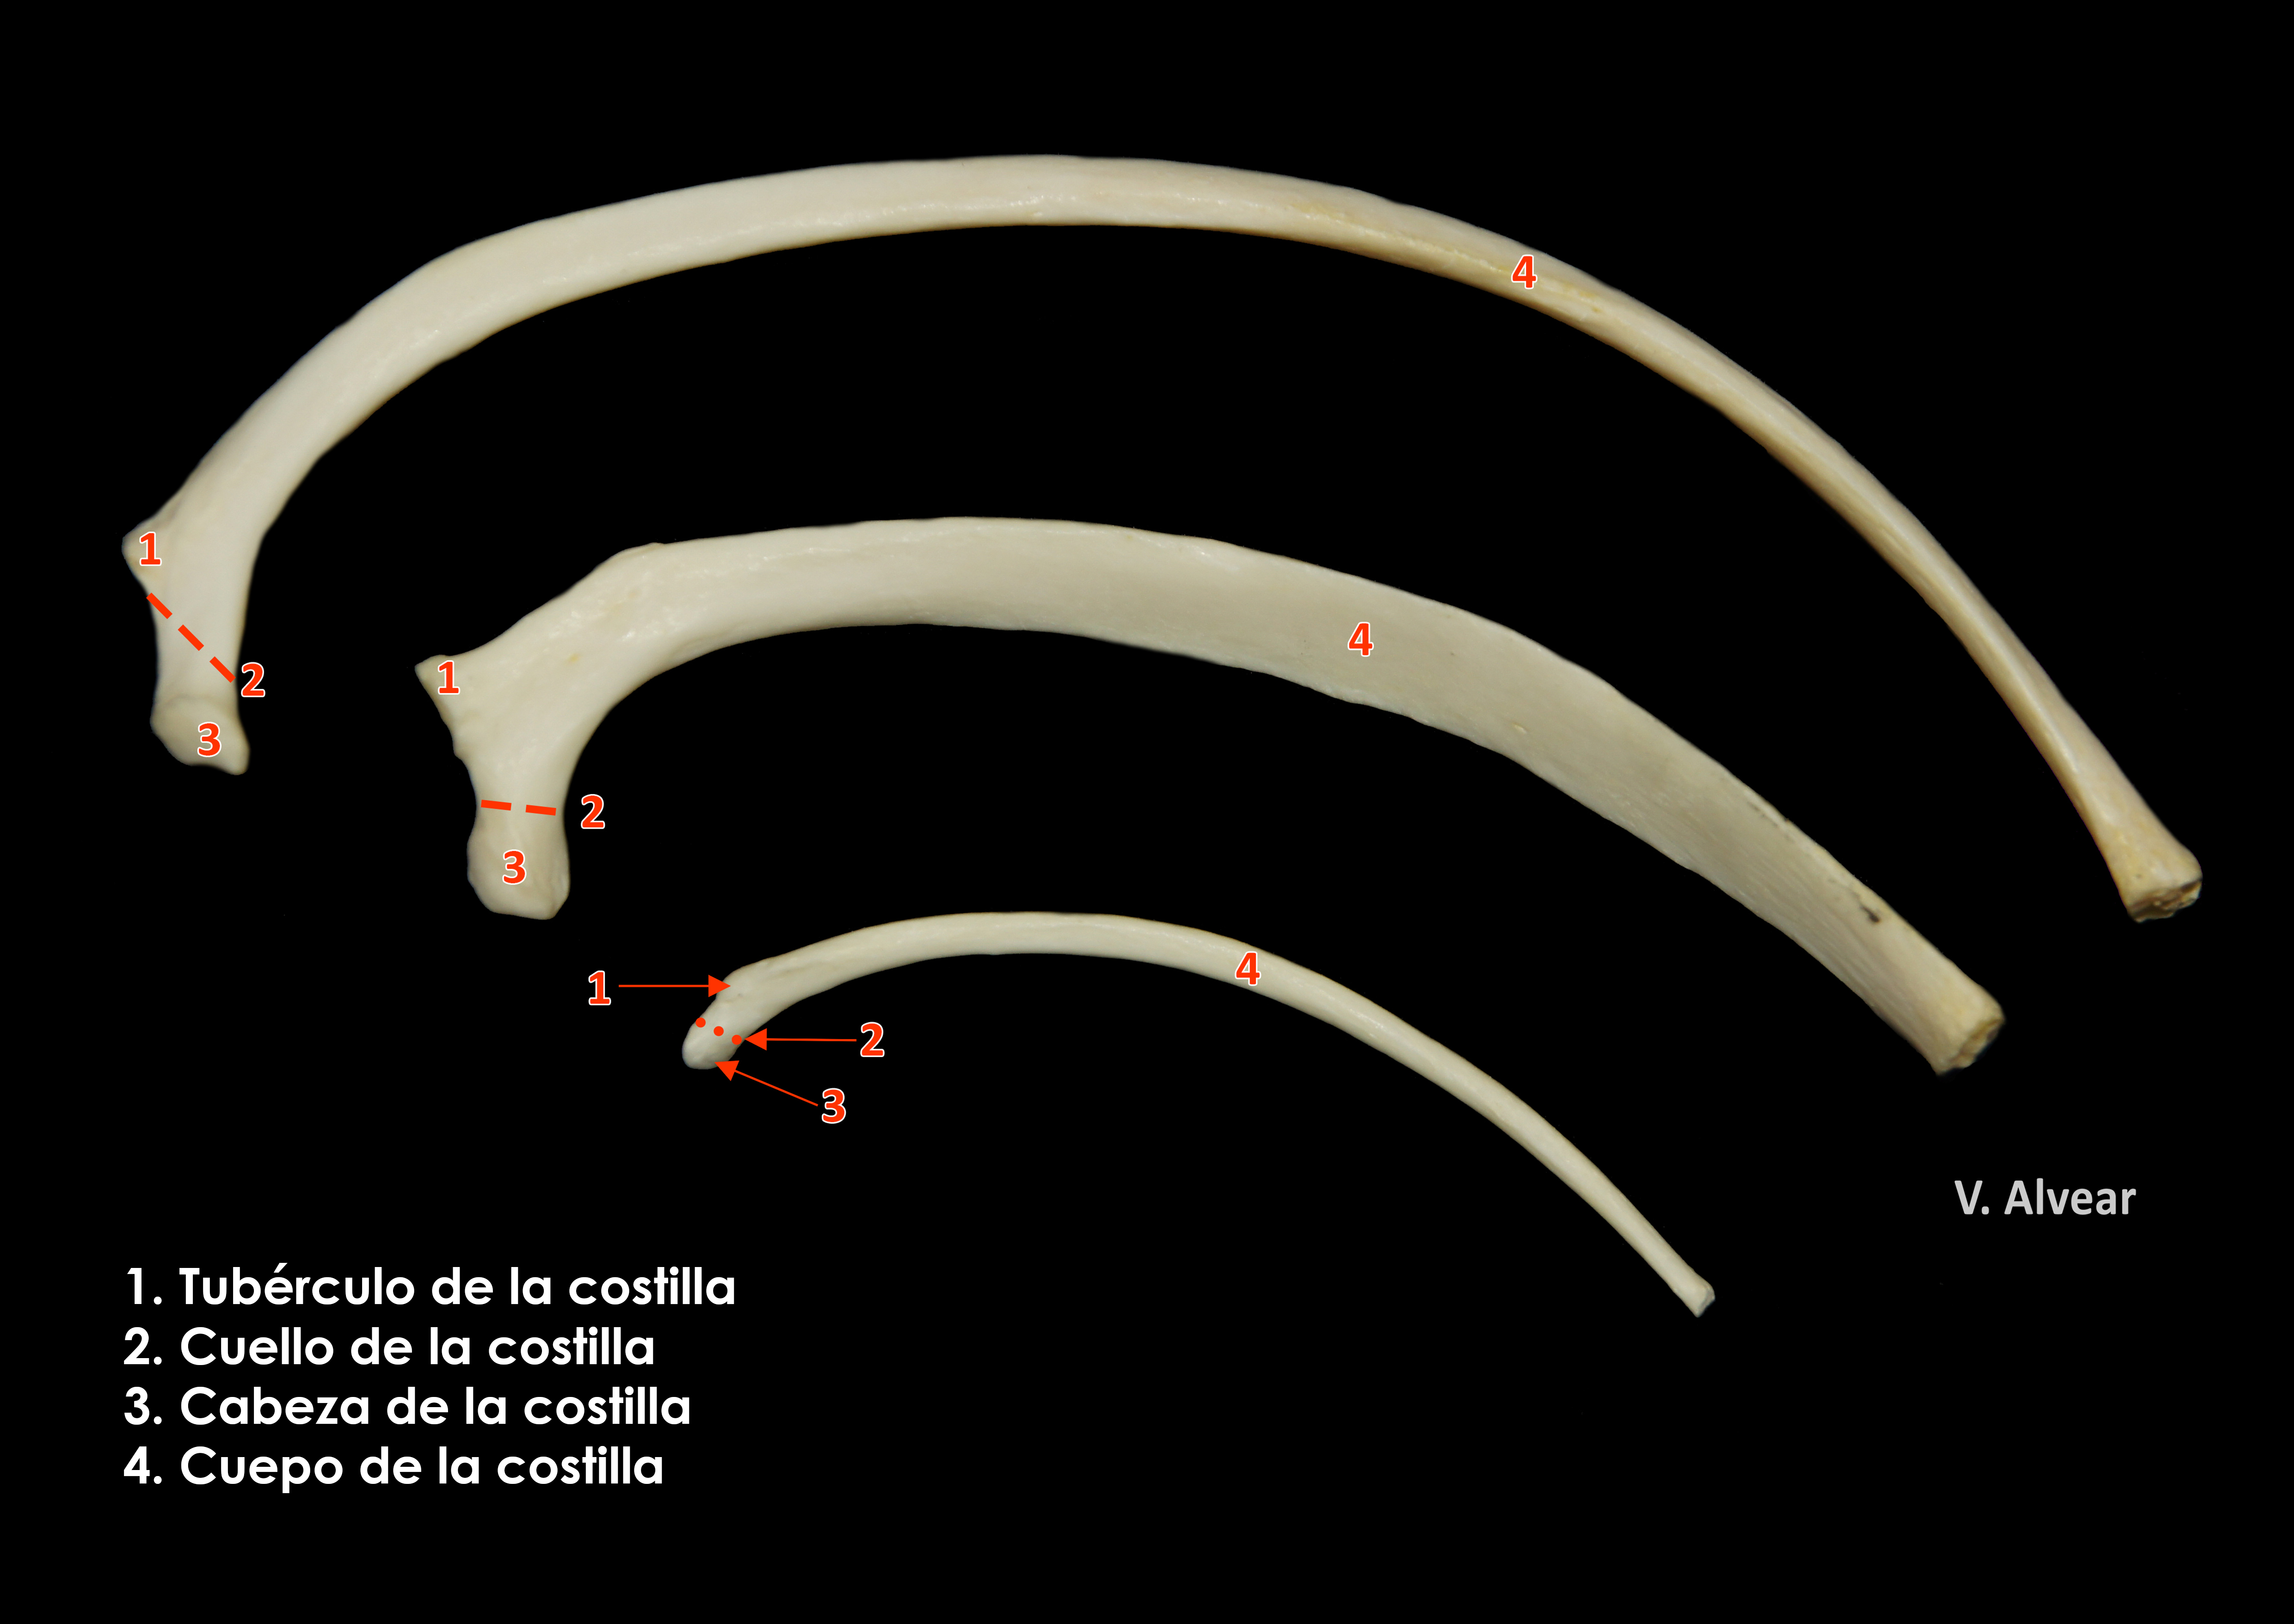 4
1
2
3
1
4
2
3
1
4
2
3
V. Alvear
1. Tubérculo de la costilla
2. Cuello de la costilla
3. Cabeza de la costilla
4. Cuepo de la costilla